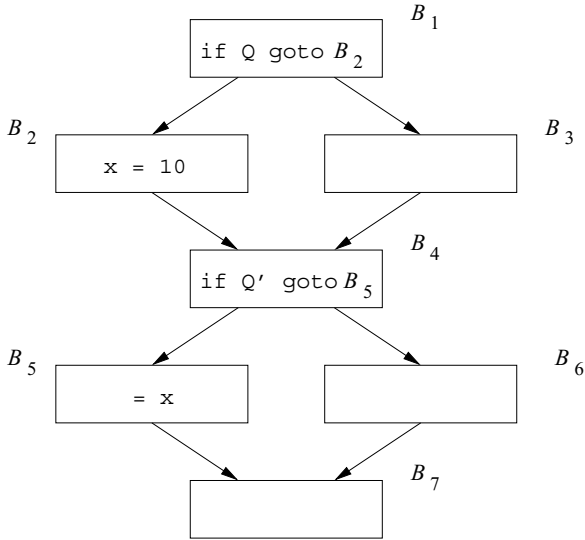 B1
if Q goto B2
B2
B3
x = 10
B4
if Q' goto B5
B5
B6
= x
B7